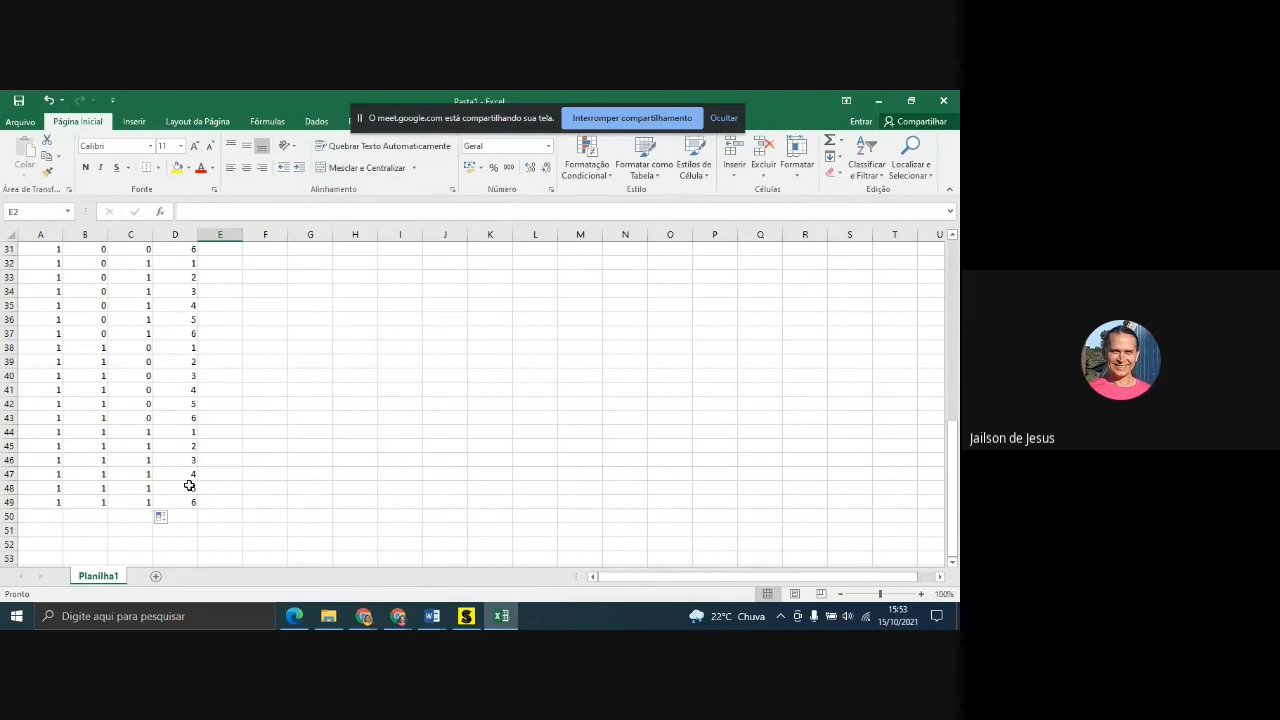 Pasta1 - Excel
O meet.google.com está compartilhando sua tela.
Interromper compartilhamento
Ocultar
Arquivo Página Inicial Inserir Layout da Página Fórmulas Dados
Entrar Compartilhar
Colar
Calibri 11
Quebrar Texto Automaticamente
Geral
N I S
Mesclar e Centralizar
% 000
Formatação Condicional
Formatar como Tabela
Estilos de Célula
Inserir Excluir Formatar
Classificar e Filtrar
Localizar e Selecionar
Área de Transf... Fonte Alinhamento Número Estilo Células Edição
E2 fx
A B C D E F G H I J K L M N O P Q R S T U
31 1 0 0 6
32 1 0 1 1
33 1 0 1 2
34 1 0 1 3
35 1 0 1 4
36 1 0 1 5
37 1 0 1 6
38 1 1 0 1
39 1 1 0 2
40 1 1 0 3
41 1 1 0 4
42 1 1 0 5
43 1 1 0 6
44 1 1 1 1
45 1 1 1 2
46 1 1 1 3
47 1 1 1 4
48 1 1 1
49 1 1 1 6
50
51
52
53
Planilha1
Pronto
100%
Digite aqui para pesquisar
22°C Chuva
15:53
15/10/2021
Jailson de Jesus